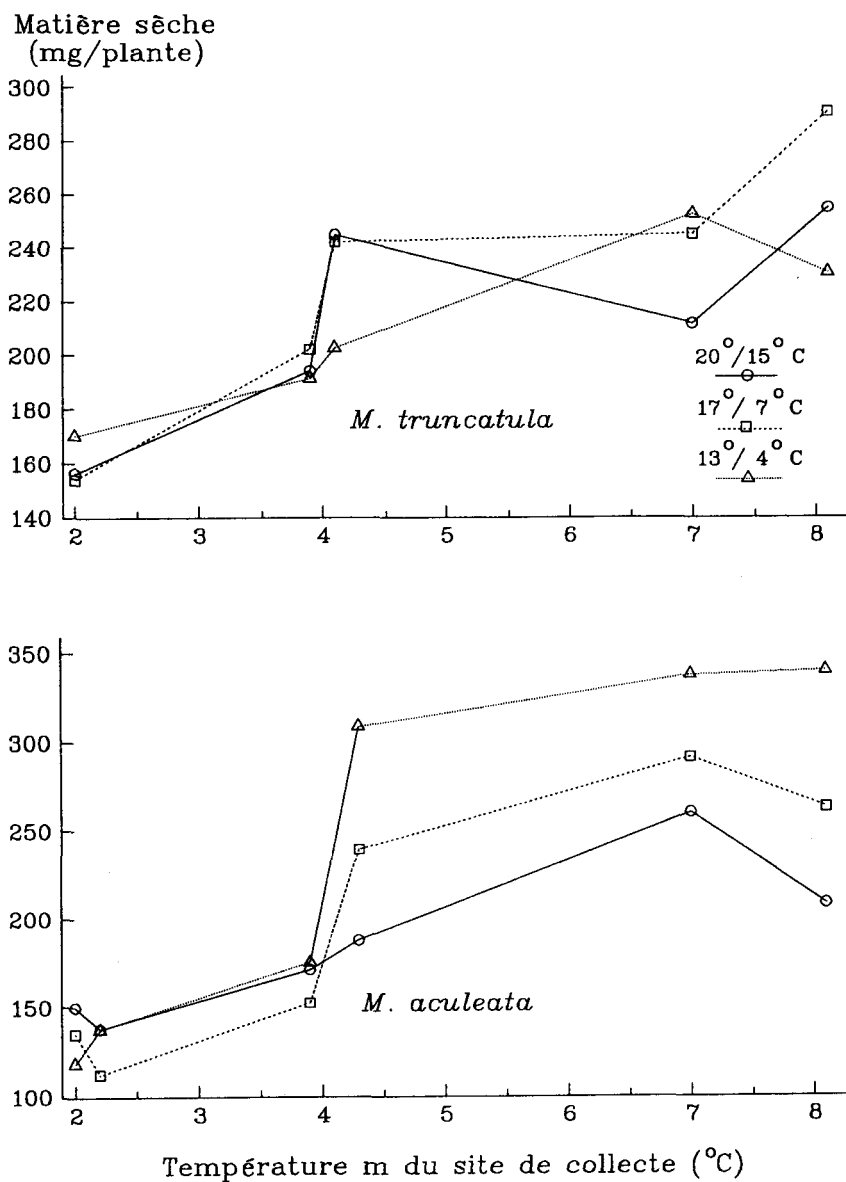 Matière sèche
(mg/plante)
300
280
260
240
220
200
180
160
140
20°/15° C
17°/ 7° C
13°/ 4° C
M. truncatula
2 3 4 5 6 7 8
350
300
250
200
150
100
M. aculeata
2 3 4 5 6 7 8
Température m du site de collecte (°C)